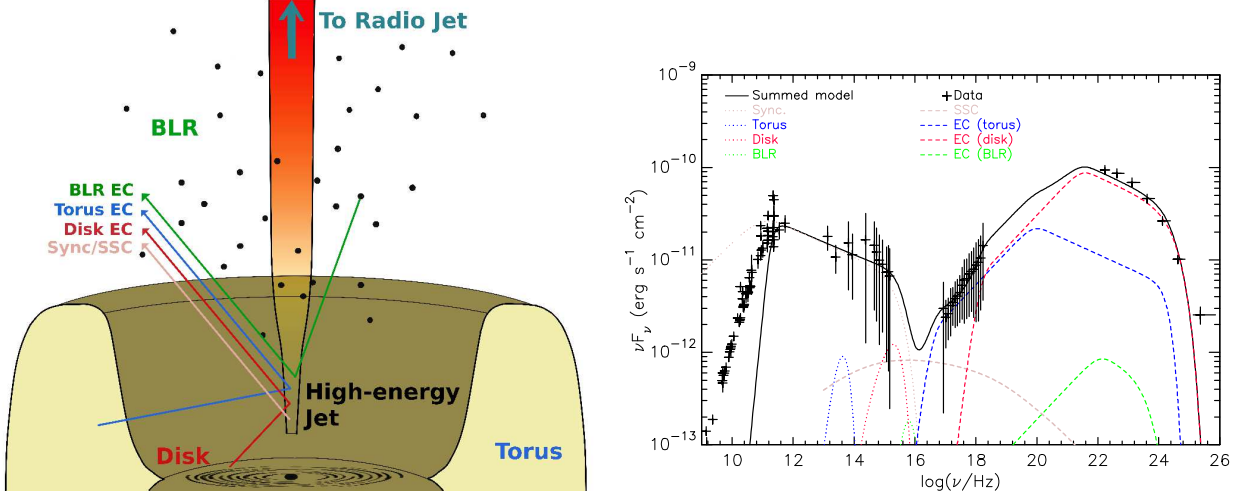 To Radio Jet
BLR
BLR EC
Torus EC
Disk EC
Sync/SSC
High-energy
Jet
Disk
Torus
10⁻⁹
10⁻¹⁰
10⁻¹¹
10⁻¹²
10⁻¹³
νFν (erg s⁻¹ cm⁻²)
Summed model
Sync.
Torus
Disk
BLR
Data
SSC
EC (torus)
EC (disk)
EC (BLR)
10 12 14 16 18 20 22 24 26
log(ν/Hz)